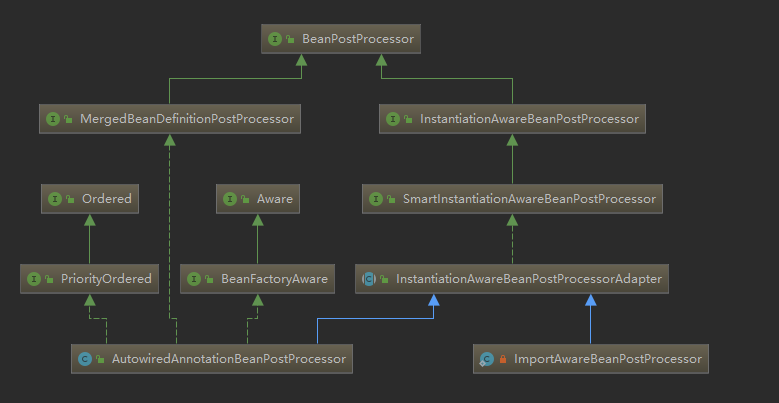 BeanPostProcessor
MergedBeanDefinitionPostProcessor
InstantiationAwareBeanPostProcessor
Ordered
Aware
SmartInstantiationAwareBeanPostProcessor
PriorityOrdered
BeanFactoryAware
InstantiationAwareBeanPostProcessorAdapter
AutowiredAnnotationBeanPostProcessor
ImportAwareBeanPostProcessor